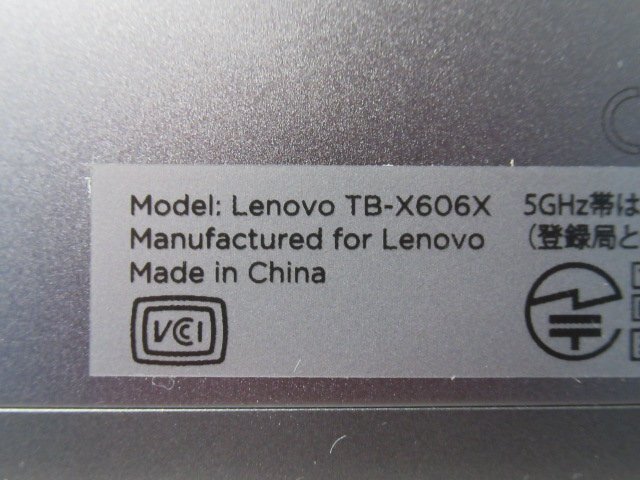 Model: Lenovo TB-X606X
Manufactured for Lenovo
Made in China
VCCI
5GHz帯は
(登録局と